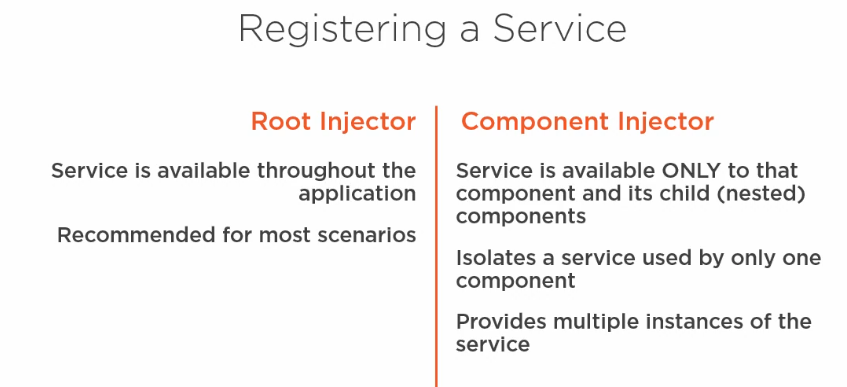 Registering a Service
Root Injector
Service is available throughout the
application
Recommended for most scenarios
Component Injector
Service is available ONLY to that
component and its child (nested)
components
Isolates a service used by only one
component
Provides multiple instances of the
service